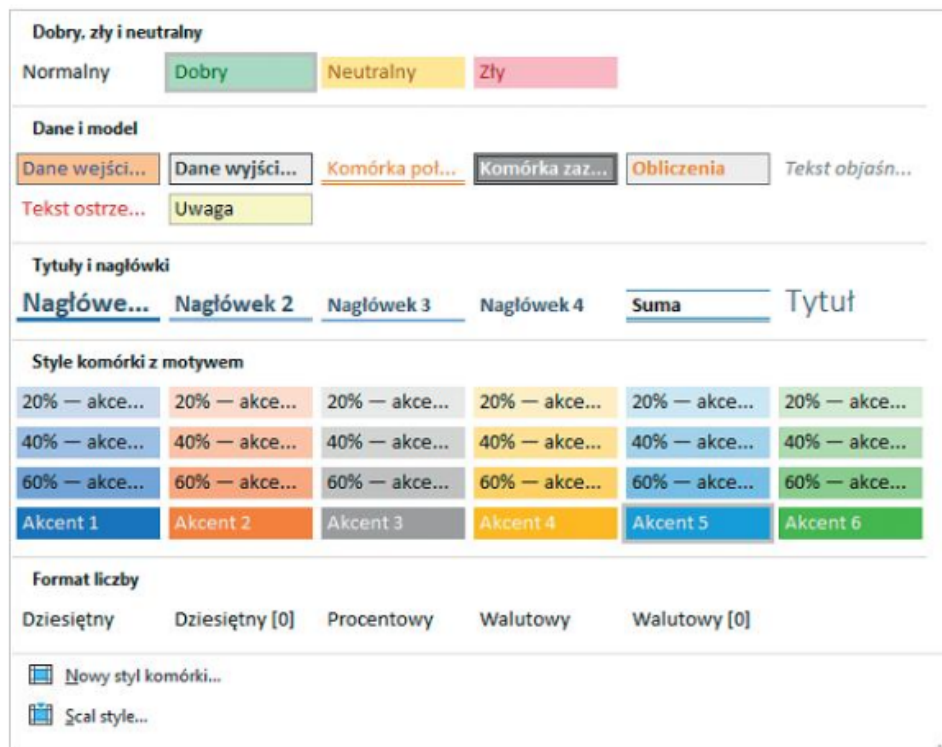 Dobry, zły i neutralny
Normalny Dobry Neutralny Zły
Dane i model
Dane wejści... Dane wyjści... Komórka poł... Komórka zaz... Obliczenia Tekst objaśn...
Tekst ostrze... Uwaga
Tytuły i nagłówki
Nagłówe... Nagłówek 2 Nagłówek 3 Nagłówek 4 Suma Tytuł
Style komórki z motywem
20% — akce... 20% — akce... 20% — akce... 20% — akce... 20% — akce... 20% — akce...
40% — akce... 40% — akce... 40% — akce... 40% — akce... 40% — akce... 40% — akce...
60% — akce... 60% — akce... 60% — akce... 60% — akce... 60% — akce... 60% — akce...
Akcent 1 Akcent 2 Akcent 3 Akcent 4 Akcent 5 Akcent 6
Format liczby
Dziesiętny Dziesiętny [0] Procentowy Walutowy Walutowy [0]
Nowy styl komórki...
Scal style...